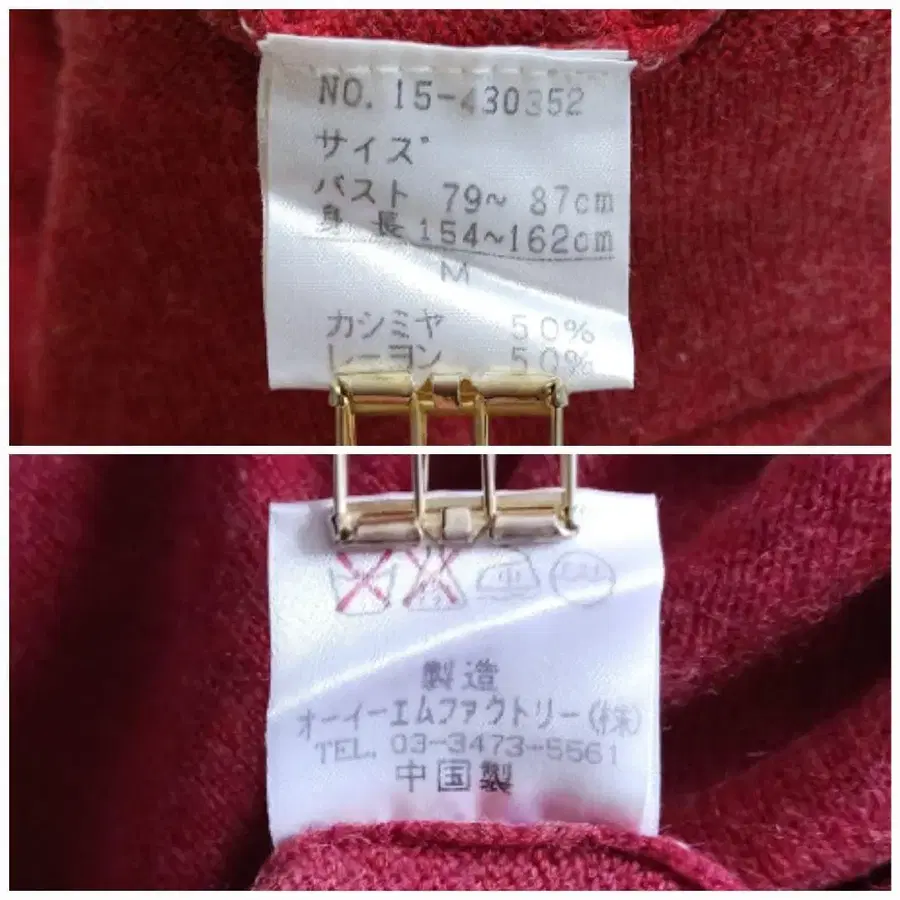 NO. 15-430352
サイズ
バスト 79~ 87cm
身 長 154~162cm
M
カシミヤ 50%
レーヨン 50%
製造
オーイーエムファクトリー(株)
TEL. 03-3473-5561
中国製